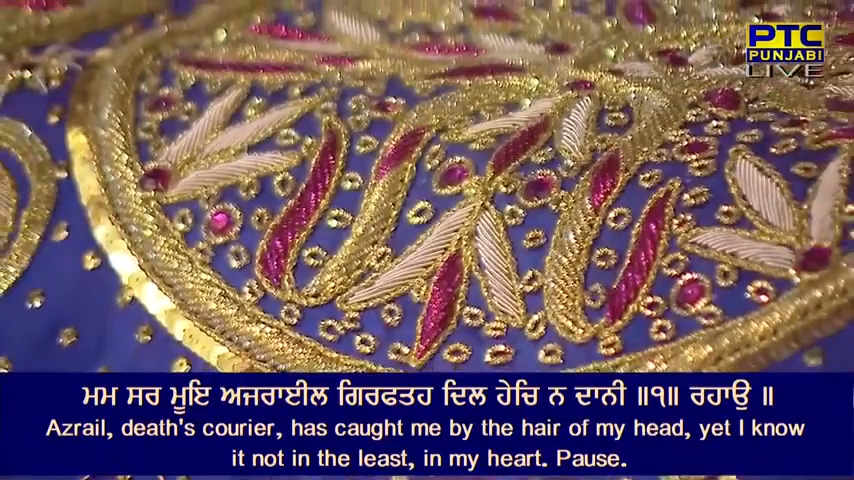 PTC
PUNJABI
LIVE
ਮਮ ਸਰ ਮੂਇ ਅਜਰਾਈਲ ਗਿਰਫਤਹ ਦਿਲ ਹੇਚਿ ਨ ਦਾਨੀ ॥੧॥ ਰਹਾਉ ॥
Azrail, death's courier, has caught me by the hair of my head, yet I know
it not in the least, in my heart. Pause.